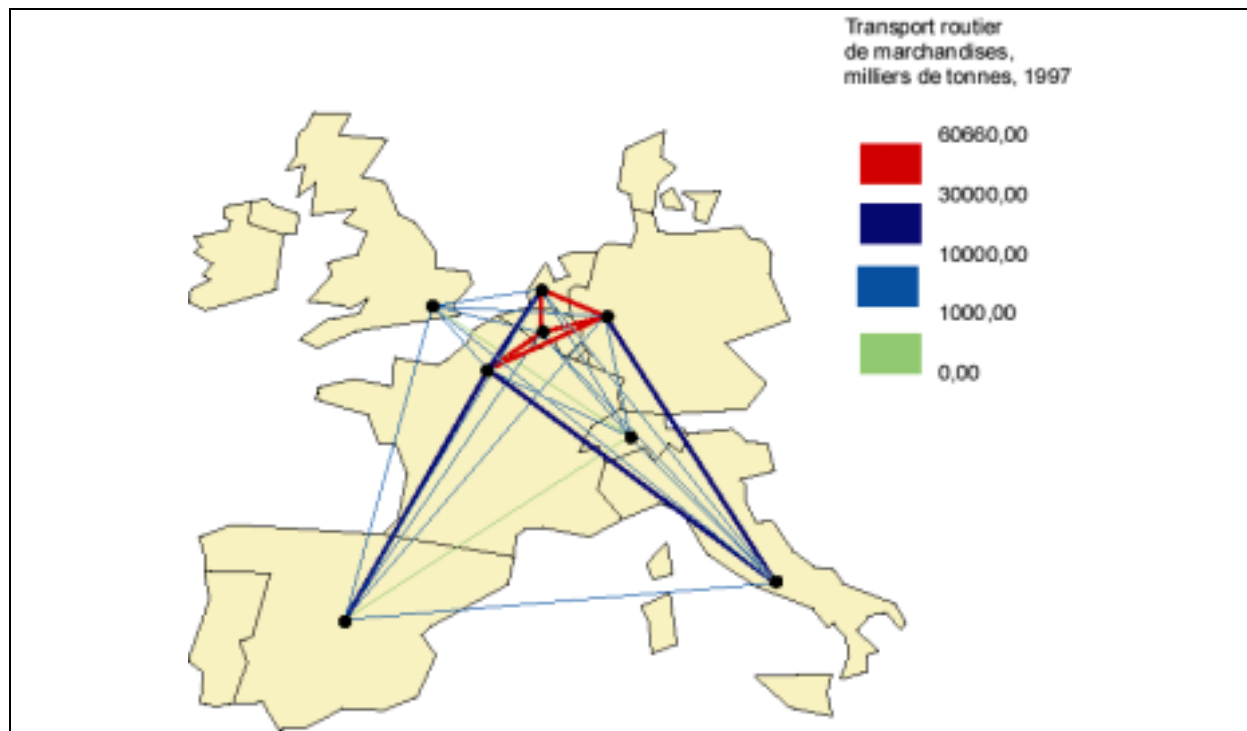 Transport routier
de marchandises,
milliers de tonnes, 1997
60660,00
30000,00
10000,00
1000,00
0,00